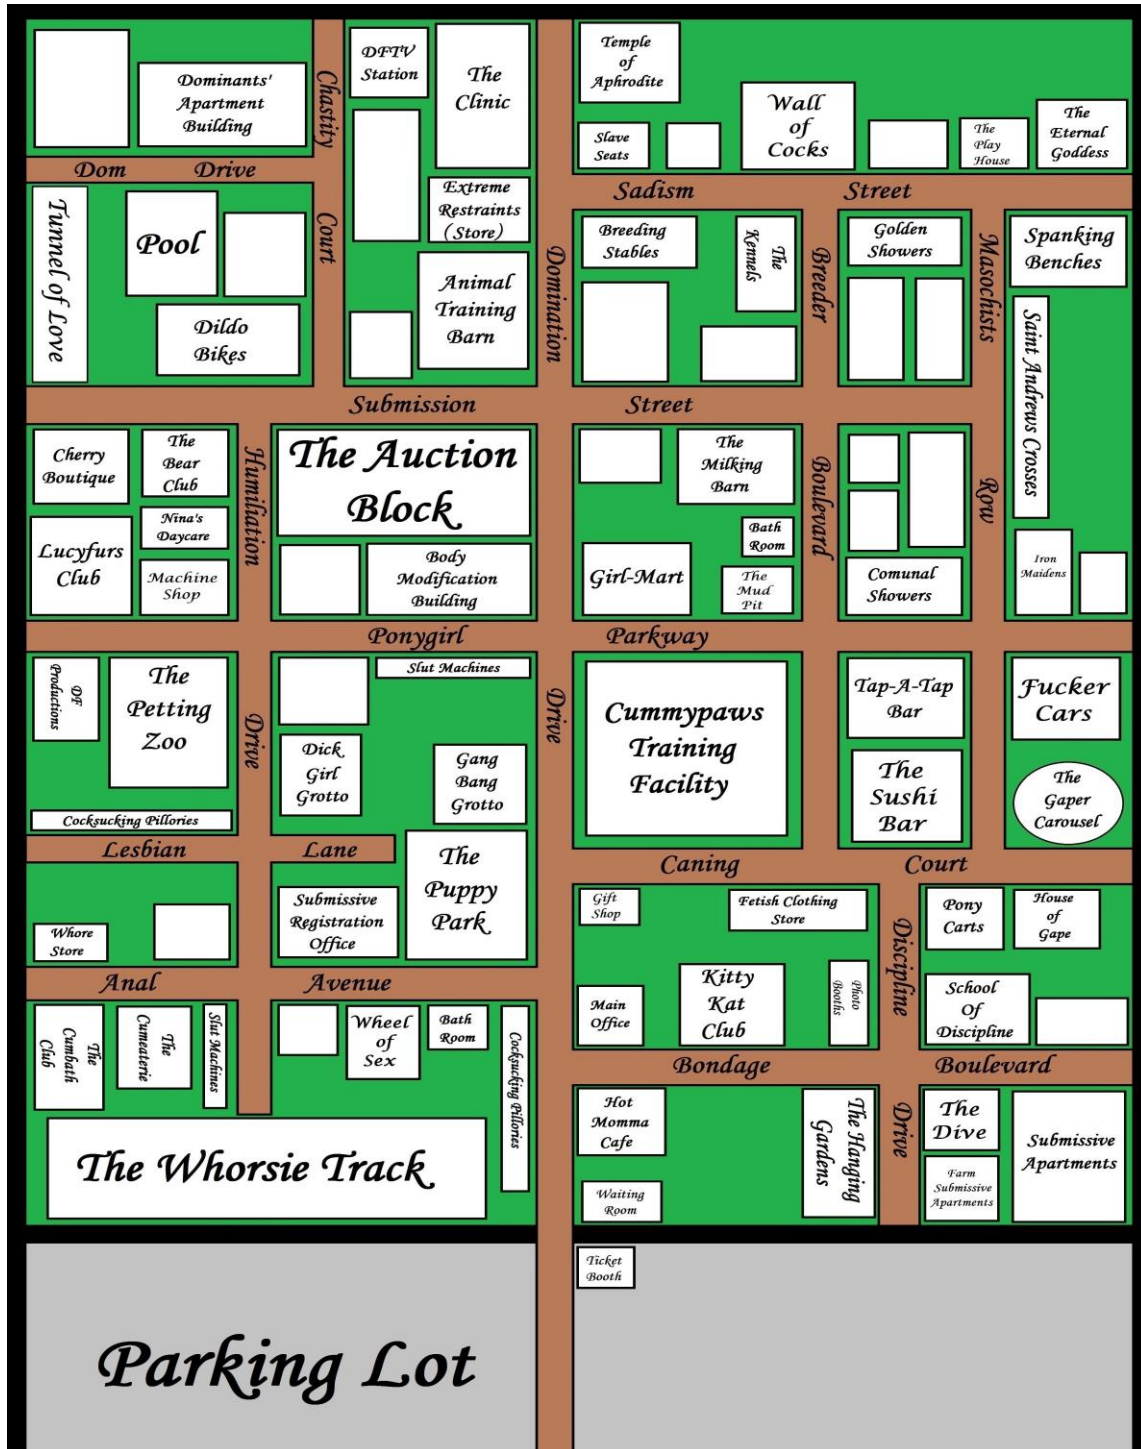 Dominants'
Apartment
Building
Chastity
DFTV
Station
The
Clinic
Temple
of
Aphrodite
Wall
of
Cocks
Slave
Seats
The
Play
House
The
Eternal
Goddess
Dom Drive
Extreme
Restraints
(Store)
Sadism Street
Tunnel of Love
Pool
Court
Dildo
Bikes
Animal
Training
Barn
Domination
Breeding
Stables
The
Kennels
Breeder
Golden
Showers
Masochists
Spanking
Benches
Saint Andrews Crosses
Submission Street
Cherry
Boutique
The
Bear
Club
Humiliation
The Auction
Block
The
Milking
Barn
Boulevard
Row
Lucyfurs
Club
Nina's
Daycare
Machine
Shop
Body
Modification
Building
Girl-Mart
Bath
Room
The
Mud
Pit
Comunal
Showers
Iron
Maidens
Ponygirl Parkway
DF
Productions
The
Petting
Zoo
Drive
Slut Machines
Dick
Girl
Grotto
Gang
Bang
Grotto
Drive
Cummypaws
Training
Facility
Tap-A-Tap
Bar
The
Sushi
Bar
Fucker
Cars
The
Gaper
Carousel
Cocksucking Pillories
Lesbian Lane
The
Puppy
Park
Caning Court
Submissive
Registration
Office
Whore
Store
Gift
Shop
Fetish Clothing
Store
Discipline
Pony
Carts
House
of
Gape
Anal Avenue
Main
Office
Kitty
Kat
Club
Photo
Booths
School
Of
Discipline
The
Cumbath
Club
The
Cumeaterie
Slut Machines
Wheel
of
Sex
Bath
Room
Cocksucking Pillories
Bondage Boulevard
Hot
Momma
Cafe
The Hanging
Gardens
Drive
The
Dive
Submissive
Apartments
The Whorsie Track
Waiting
Room
Farm
Submissive
Apartments
Ticket
Booth
Parking Lot